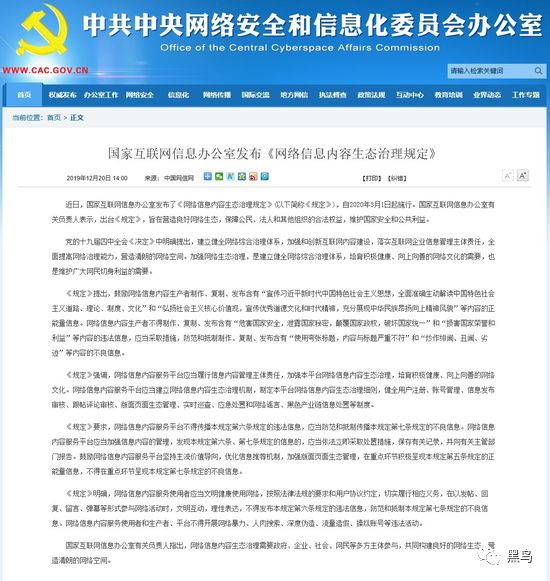 中共中央网络安全和信息化委员会办公室
Office of the Central Cyberspace Affairs Commission
WWW.CAC.GOV.CN
请输入检索关键词
首页 权威发布 办公室工作 网络安全 信息化 网络传播 国际交流 地方网信 执法督查 政策法规 互动中心 教育培训 业界动态 工作专题
当前位置：首页 > 正文
国家互联网信息办公室发布《网络信息内容生态治理规定》
2019年12月20日 14:00 来源：中国网信网 【打印】【纠错】
近日，国家互联网信息办公室发布了《网络信息内容生态治理规定》(以下简称《规定》)，自2020年3月1日起施行。国家互联网信息办公室有
关负责人表示，出台《规定》，旨在营造良好网络生态，保障公民、法人和其他组织的合法权益，维护国家安全和公共利益。
党的十九届四中全会《决定》中明确提出，建立健全网络综合治理体系，加强和创新互联网内容建设，落实互联网企业信息管理主体责任，全
面提高网络治理能力，营造清朗的网络空间。加强网络生态治理，是建立健全网络综合治理体系，培育积极健康、向上向善的网络文化的需要，也
是维护广大网民切身利益的需要。
《规定》提出，鼓励网络信息内容生产者制作、复制、发布含有“宣传习近平新时代中国特色社会主义思想，全面准确生动解读中国特色社会
主义道路、理论、制度、文化”和“弘扬社会主义核心价值观，宣传优秀道德文化和时代精神，充分展现中华民族昂扬向上精神风貌”等内容的正
能量信息。网络信息内容生产者不得制作、复制、发布含有“危害国家安全，泄露国家秘密，颠覆国家政权，破坏国家统一”和“损害国家荣誉和
利益”等内容的违法信息，应当采取措施，防范和抵制制作、复制、发布含有“使用夸张标题，内容与标题严重不符”和“炒作绯闻、丑闻、劣
迹”等内容的不良信息。
《规定》强调，网络信息内容服务平台应当履行信息内容管理主体责任，加强本平台网络信息内容生态治理，培育积极健康、向上向善的网络
文化。网络信息内容服务平台应当建立网络信息内容生态治理机制，制定本平台网络信息内容生态治理细则，健全用户注册、账号管理、信息发布
审核、跟帖评论审核、版面页面生态管理、实时巡查、应急处置和网络谣言、黑色产业链信息处置等制度。
《规定》要求，网络信息内容服务平台不得传播本规定第六条规定的违法信息，应当防范和抵制传播本规定第七条规定的不良信息。网络信息
内容服务平台应当加强信息内容的管理，发现本规定第六条、第七条规定的信息的，应当依法立即采取处置措施，保存有关记录，并向有关主管部
门报告。鼓励网络信息内容服务平台坚持主流价值导向，优化信息推荐机制，加强版面页面生态管理，在重点环节积极呈现本规定第五条规定的正
能量信息，不得在重点环节呈现本规定第七条规定的不良信息。
《规定》明确，网络信息内容服务使用者应当文明健康使用网络，按照法律法规的要求和用户协议约定，切实履行相应义务，在以发帖、回
复、留言、弹幕等形式参与网络活动时，文明互动，理性表达，不得发布本规定第六条规定的违法信息，防范和抵制本规定第七条规定的不良信
息。网络信息内容服务使用者和生产者、平台不得开展网络暴力、人肉搜索、深度伪造、流量造假、操纵账号等违法活动。
国家互联网信息办公室有关负责人指出，网络信息内容生态治理需要政府、企业、社会、网民等多方主体参与，共同构建良好的网络生态，营
造清朗的网络空间。
黑鸟